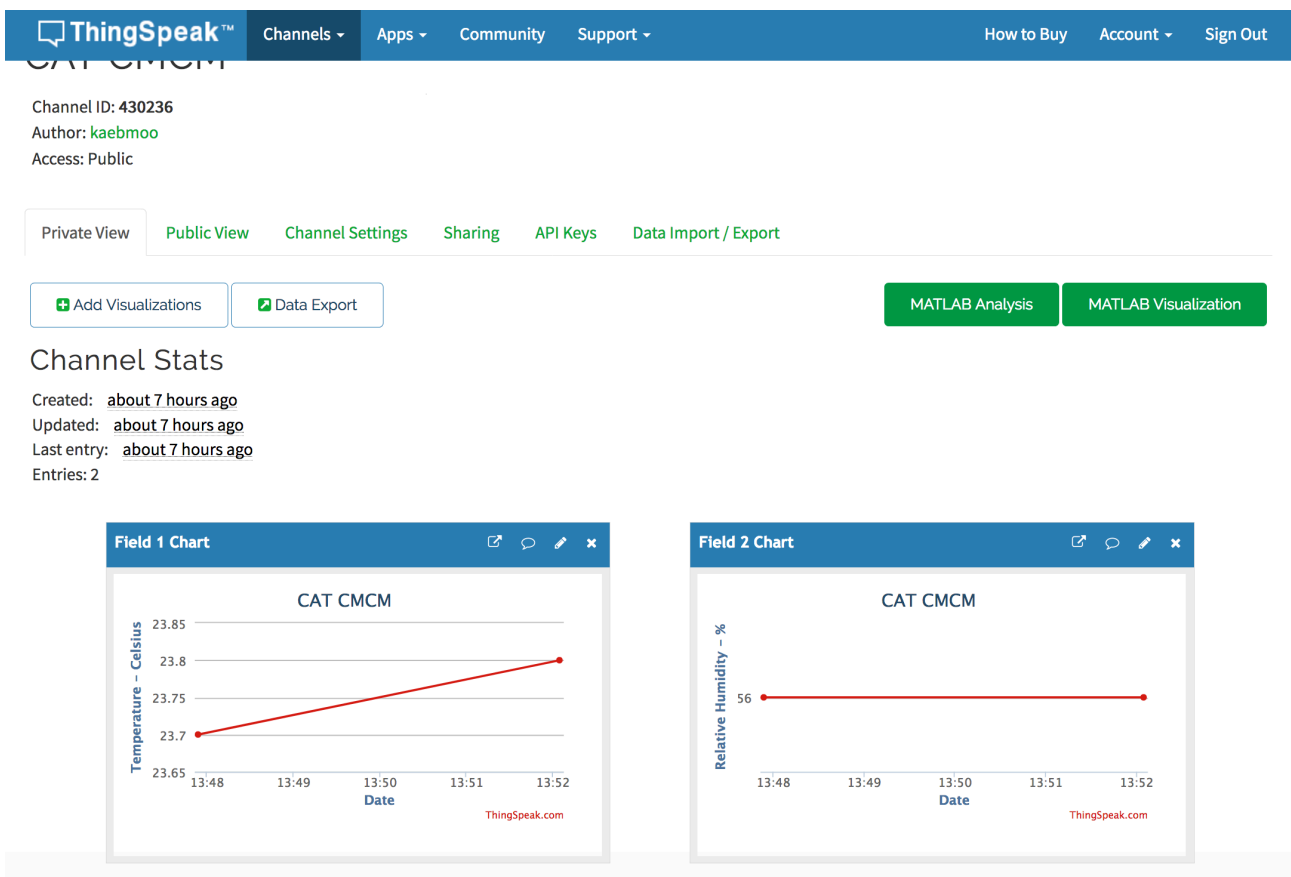 ThingSpeak™ Channels Apps Community Support How to Buy Account Sign Out
CAT CMCM
Channel ID: 430236
Author: kaebmoo
Access: Public
Private View Public View Channel Settings Sharing API Keys Data Import / Export
Add Visualizations Data Export MATLAB Analysis MATLAB Visualization
Channel Stats
Created: about 7 hours ago
Updated: about 7 hours ago
Last entry: about 7 hours ago
Entries: 2
Field 1 Chart
CAT CMCM
Temperature – Celsius
23.85
23.8
23.75
23.7
23.65
13:48 13:49 13:50 13:51 13:52
Date
ThingSpeak.com
Field 2 Chart
CAT CMCM
Relative Humidity – %
56
13:48 13:49 13:50 13:51 13:52
Date
ThingSpeak.com